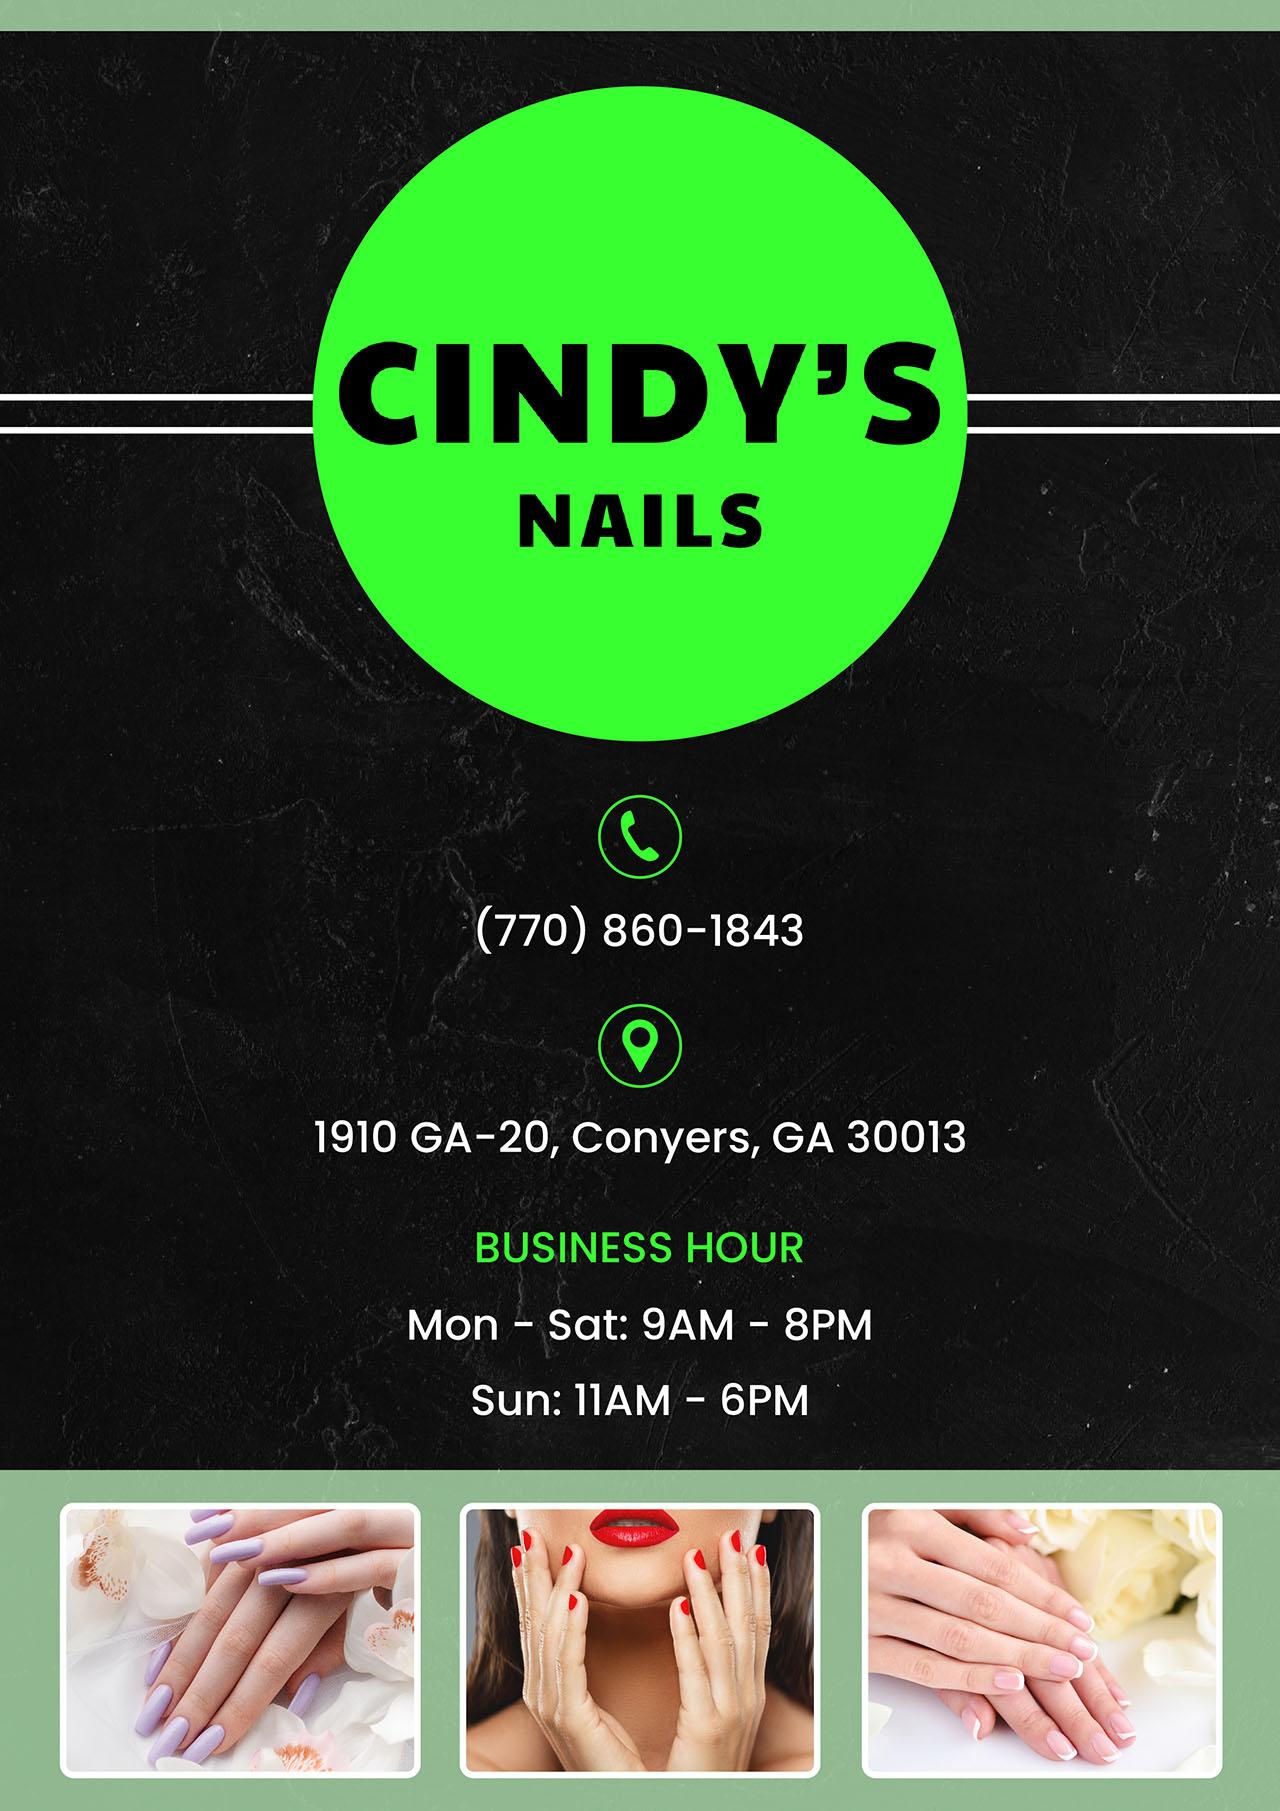 CINDY’S
NAILS
(770) 860-1843
1910 GA-20, Conyers, GA 30013
BUSINESS HOUR
Mon - Sat: 9AM - 8PM
Sun: 11AM - 6PM